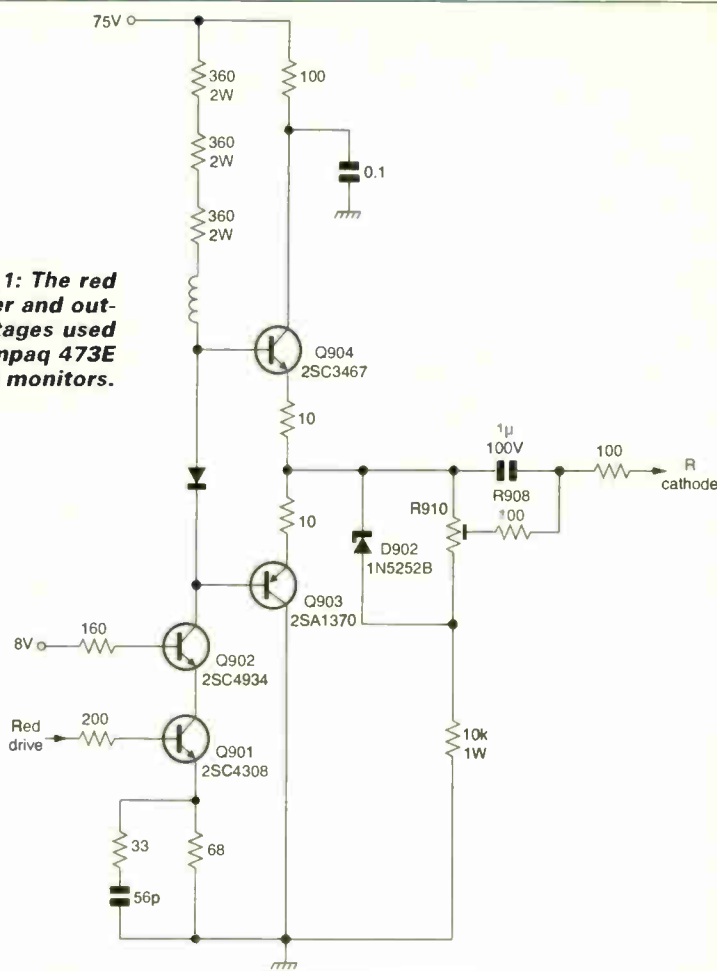 75V
360
2W
100
360
2W
0.1
360
2W
1: The red
er and out-
tages used
mpaq 473E
monitors.
Q904
2SC3467
10
1µ
100V
100
R
cathode
R908
R910
100
10
D902
1N5252B
Q903
2SA1370
8V
160
Q902
2SC4934
Red
drive
200
Q901
2SC4308
10k
1W
33
68
56p